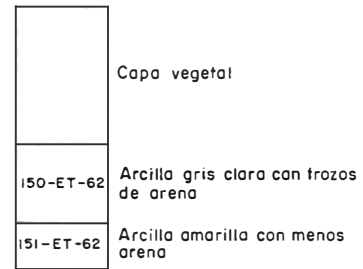 Capa vegetal
150-ET-62
Arcilla gris clara can trozos
de arena
151-ET-62
Arcilla amarilla con menos
arena